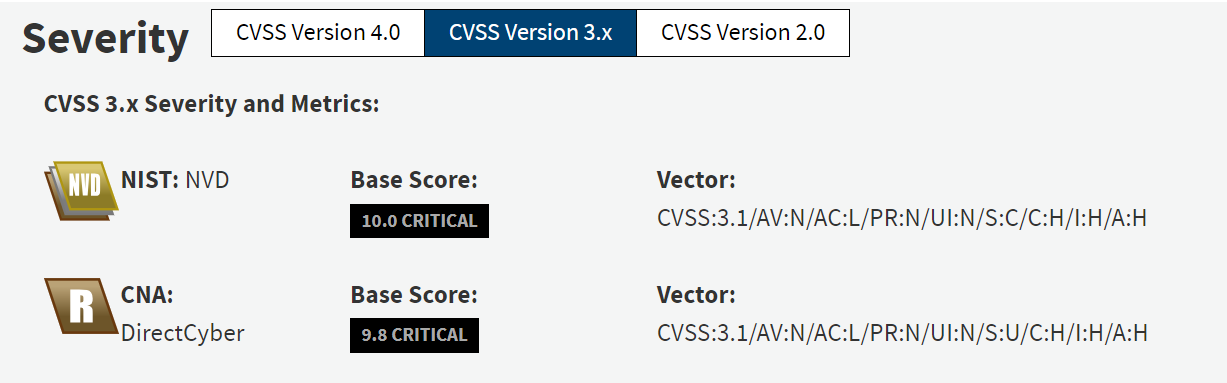 Severity CVSS Version 4.0 CVSS Version 3.x CVSS Version 2.0
CVSS 3.x Severity and Metrics:
NVD NIST: NVD Base Score: Vector:
10.0 CRITICAL CVSS:3.1/AV:N/AC:L/PR:N/UI:N/S:C/C:H/I:H/A:H
R CNA: Base Score: Vector:
DirectCyber 9.8 CRITICAL CVSS:3.1/AV:N/AC:L/PR:N/UI:N/S:U/C:H/I:H/A:H